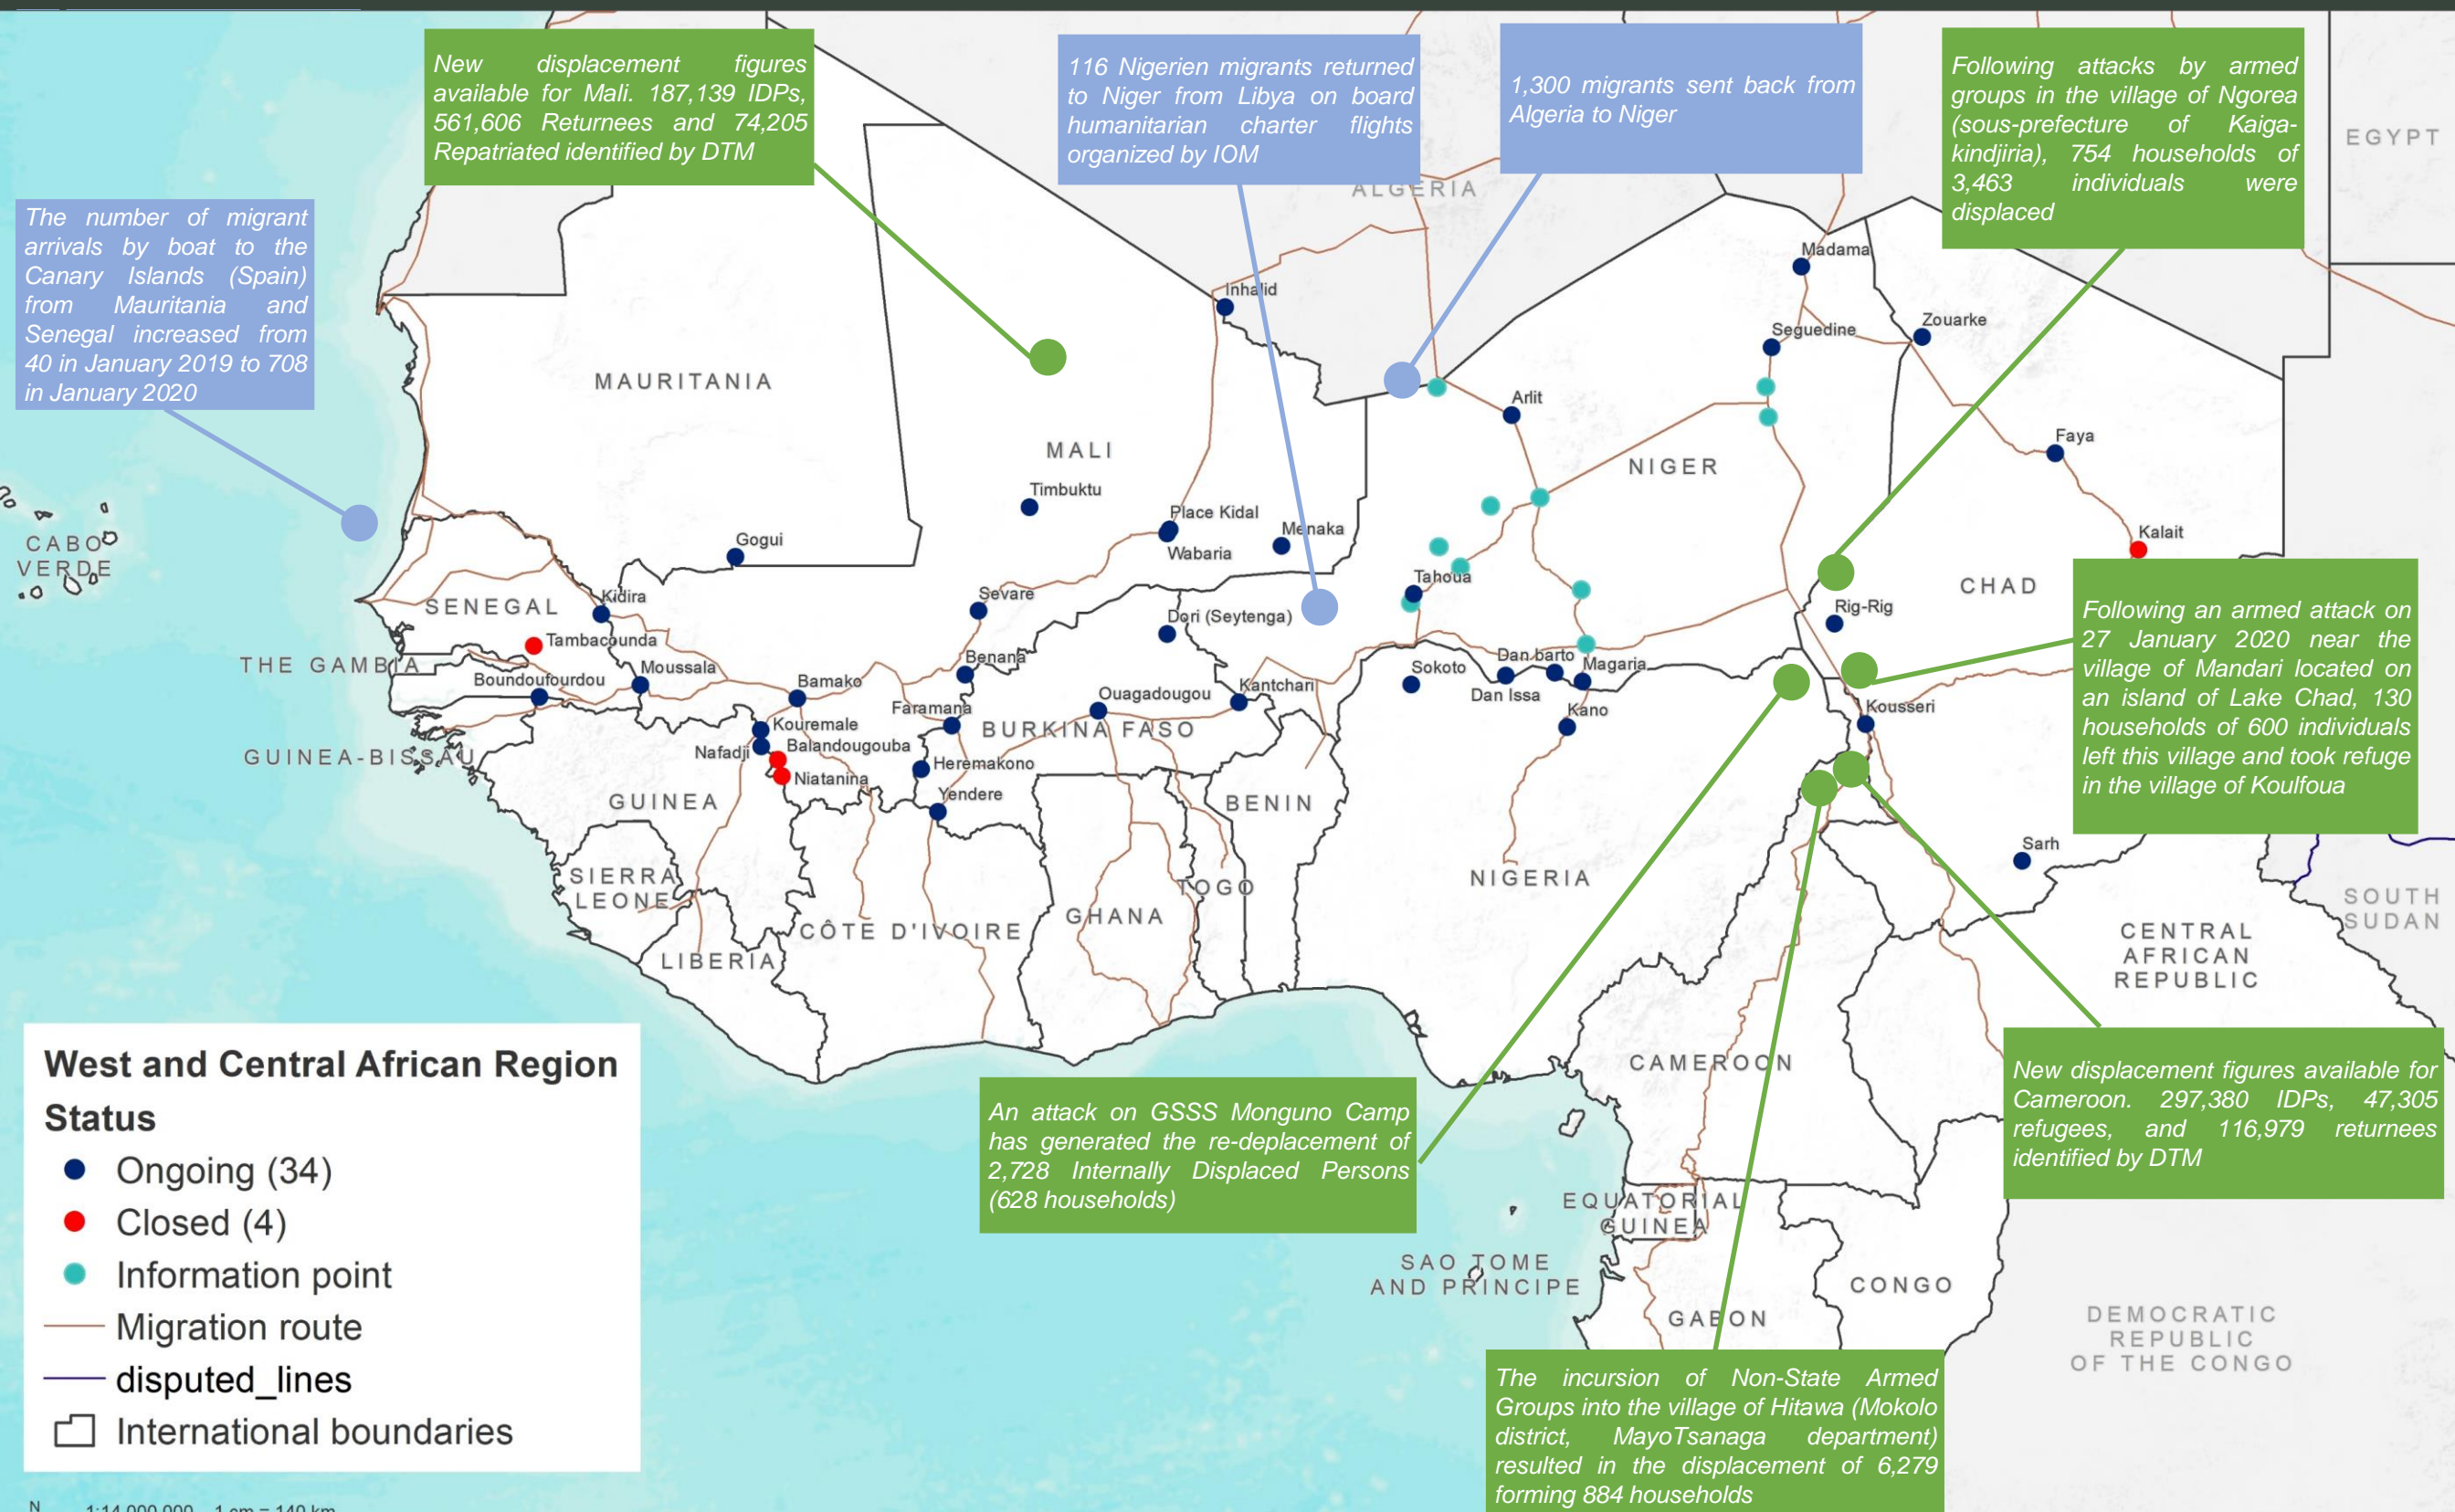 New displacement figures
available for Mali. 187,139 IDPs,
561,606 Returnees and 74,205
Repatriated identified by DTM
116 Nigerien migrants returned
to Niger from Libya on board
humanitarian charter flights
organized by IOM
1,300 migrants sent back from
Algeria to Niger
Following attacks by armed
groups in the village of Ngorea
(sous-prefecture of Kaiga-
kindjiria), 754 households of
3,463 individuals were
displaced
EGYPT
ALGERIA
The number of migrant
arrivals by boat to the
Canary Islands (Spain)
from Mauritania and
Senegal increased from
40 in January 2019 to 708
in January 2020
Madama
Inhalid
Seguedine
Zouarke
MAURITANIA
Arlit
MALI
Faya
NIGER
Timbuktu
Place Kidal
Wabaria
Menaka
Gogui
Kalait
CABO
VERDE
CHAD
Tahoua
Sevare
Kidira
SENEGAL
Rig-Rig
Dori (Seytenga)
Tambacounda
THE GAMBIA
Boundoufourdou
Moussala
Benana
Bamako
Sokoto
Dan barto
Magaria
Dan Issa
Ouagadougou
Kantchari
Faramana
Kano
Kousseri
Kouremale
Nafadji
Balandougouba
BURKINA FASO
GUINEA-BISSAU
Heremakono
Niatanina
Yendere
GUINEA
BENIN
Following an armed attack on
27 January 2020 near the
village of Mandari located on
an island of Lake Chad, 130
households of 600 individuals
left this village and took refuge
in the village of Koulfoua
Sarh
SIERRA
LEONE
TOGO
NIGERIA
GHANA
CÔTE D'IVOIRE
LIBERIA
SOUTH
SUDAN
CENTRAL
AFRICAN
REPUBLIC
CAMEROON
An attack on GSSS Monguno Camp
has generated the re-deplacement of
2,728 Internally Displaced Persons
(628 households)
New displacement figures available for
Cameroon. 297,380 IDPs, 47,305
refugees, and 116,979 returnees
identified by DTM
EQUATORIAL
GUINEA
SAO TOME
AND PRINCIPE
CONGO
GABON
DEMOCRATIC
REPUBLIC
OF THE CONGO
The incursion of Non-State Armed
Groups into the village of Hitawa (Mokolo
district, MayoTsanaga department)
resulted in the displacement of 6,279
forming 884 households
West and Central African Region
Status
Ongoing (34)
Closed (4)
Information point
Migration route
disputed_lines
International boundaries
N 1:14,000,000 1 cm = 140 km